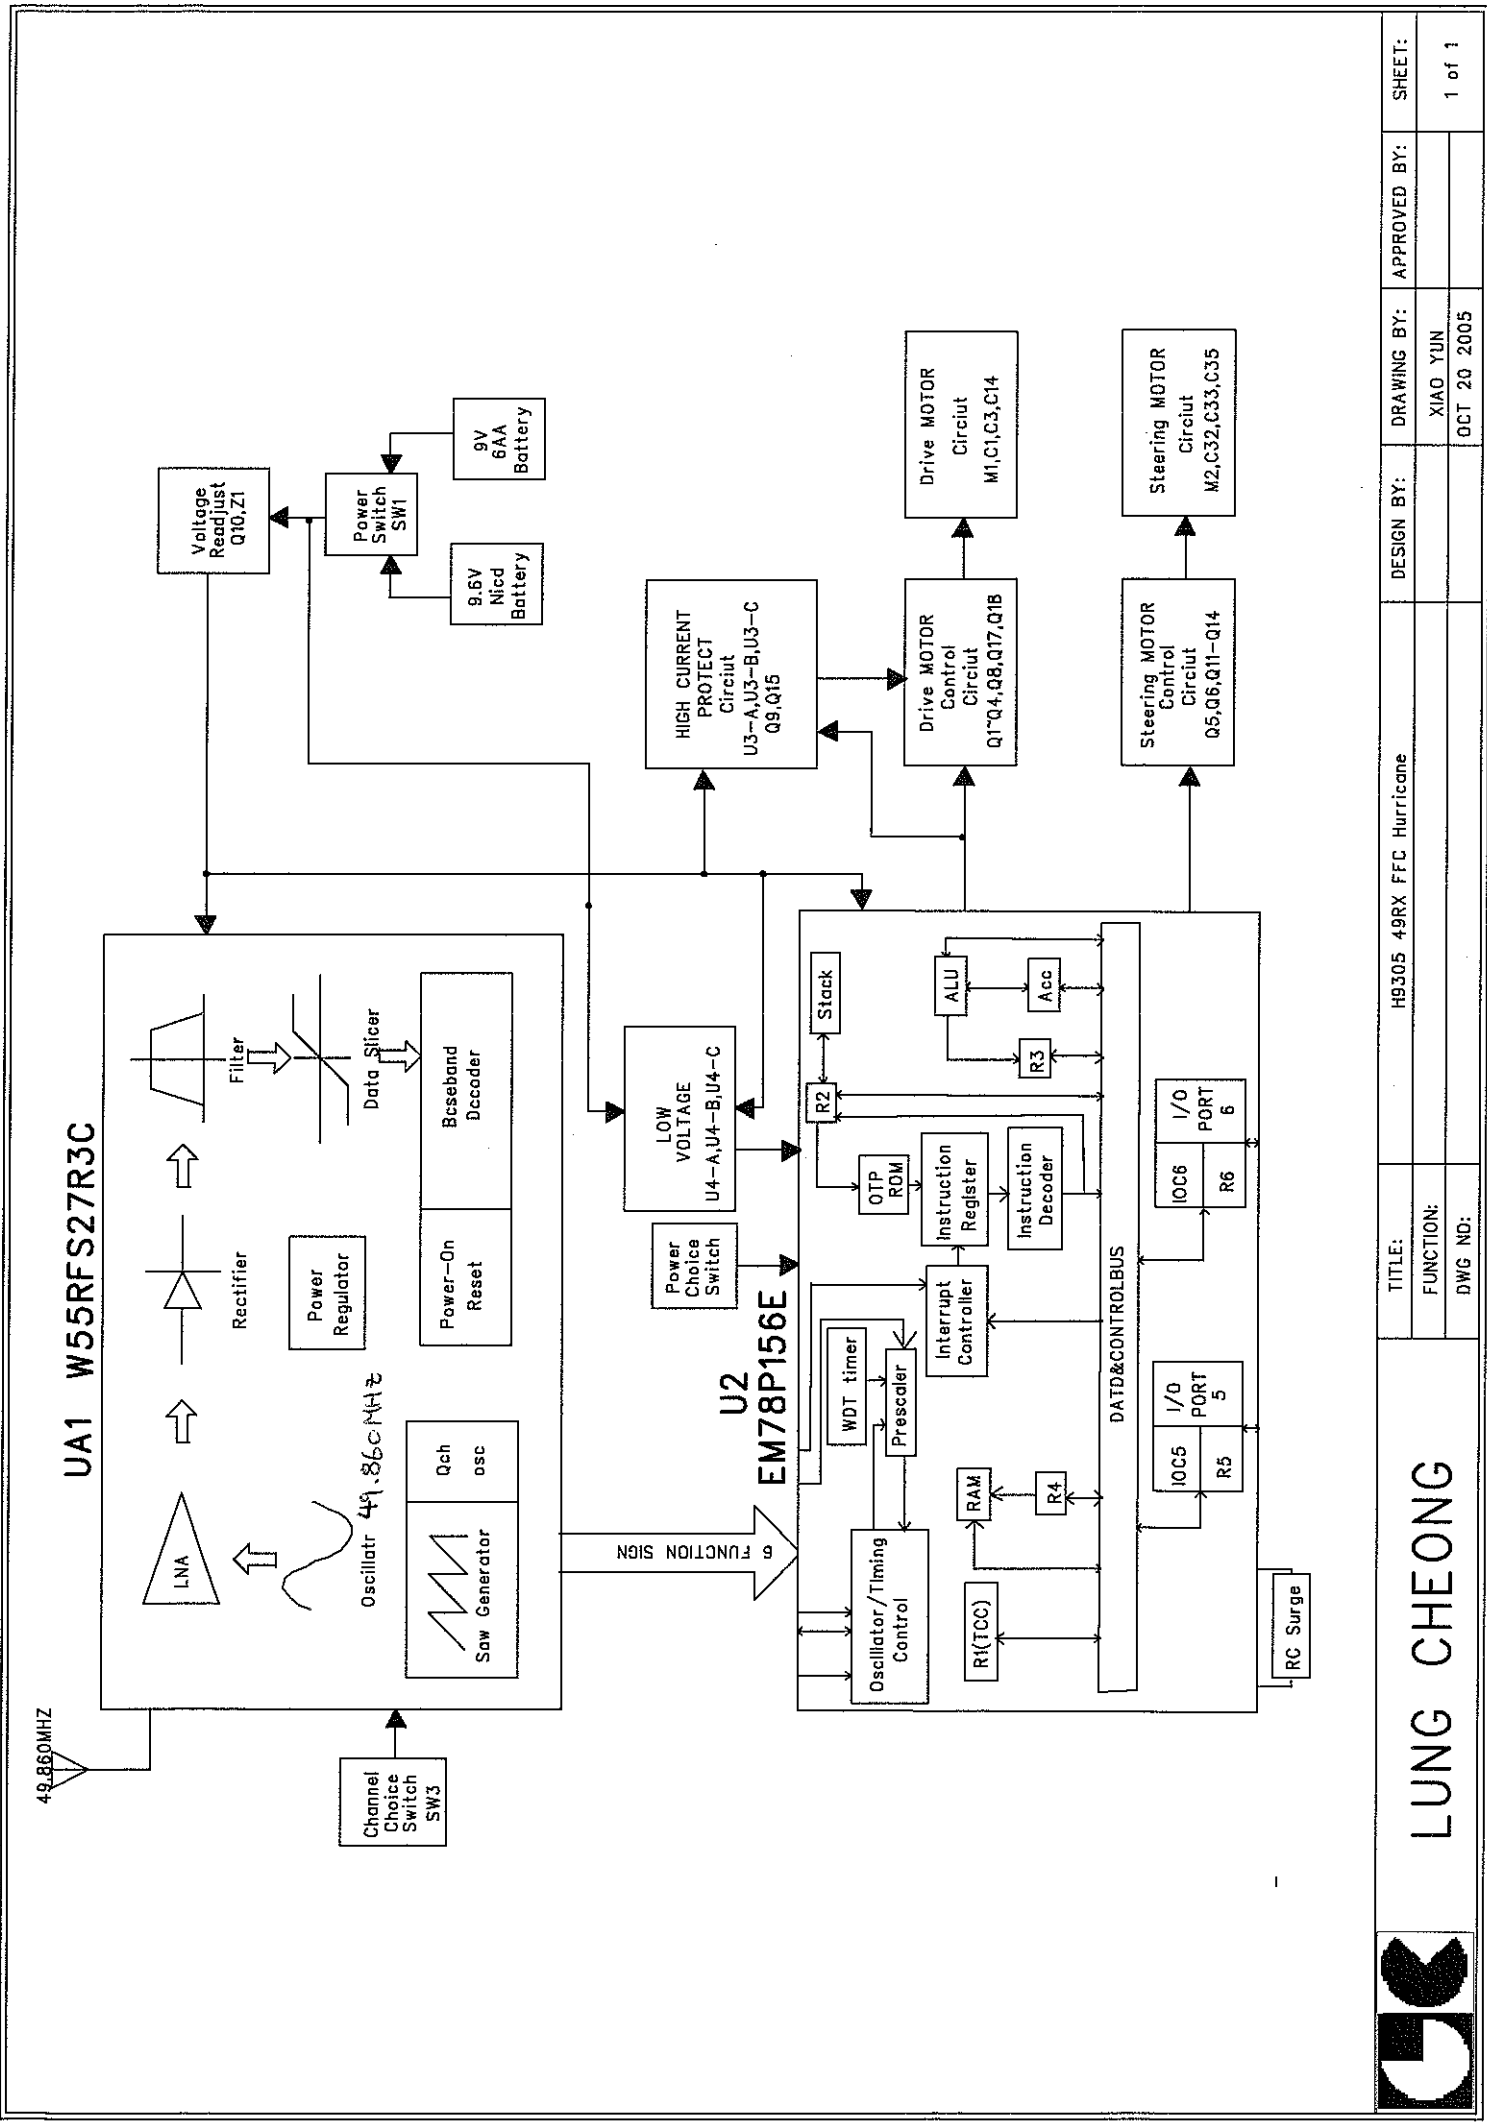 49.860MHZ
UA1 W55RFS27R3C
LNA
Rectifier
Filter
Oscillatr 49.860MHz
Power
Regulator
Data Slicer
Saw Generator
Qch
osc
Power-On
Reset
Bcseband
Dccoder
Channel
Choice
Switch
SW3
Voltage
Readjust
Q10,Z1
Power
Switch
SW1
9.6V
Nicd
Battery
9V
6AA
Battery
6 FUNCTION SIGN
Power
Choice
Switch
LOW
VOLTAGE
U4-A,U4-B,U4-C
HIGH CURRENT
PROTECT
Circiut
U3-A,U3-B,U3-C
Q9,Q15
U2
EM78P156E
Oscillator/Timing
Control
WDT timer
Prescaler
R2
Stack
OTP
ROM
Instruction
Register
Interrupt
Controller
Instruction
Decoder
ALU
Acc
R3
R1(TCC)
RAM
R4
DATD&CONTROLBUS
IOC5
R5
I/O
PORT
5
IOC6
R6
I/O
PORT
6
RC Surge
Drive MOTOR
Control
Circiut
Q1~Q4,Q8,Q17,Q18
Drive MOTOR
Circiut
M1,C1,C3,C14
Steering MOTOR
Control
Circiut
Q5,Q6,Q11-Q14
Steering MOTOR
Circiut
M2,C32,C33,C35
LUNG CHEONG
TITLE:
H9305 49RX FFC Hurricane
DESIGN BY:
DRAWING BY:
APPROVED BY:
SHEET:
FUNCTION:
XIAO YUN
1 of 1
DWG NO:
OCT 20 2005